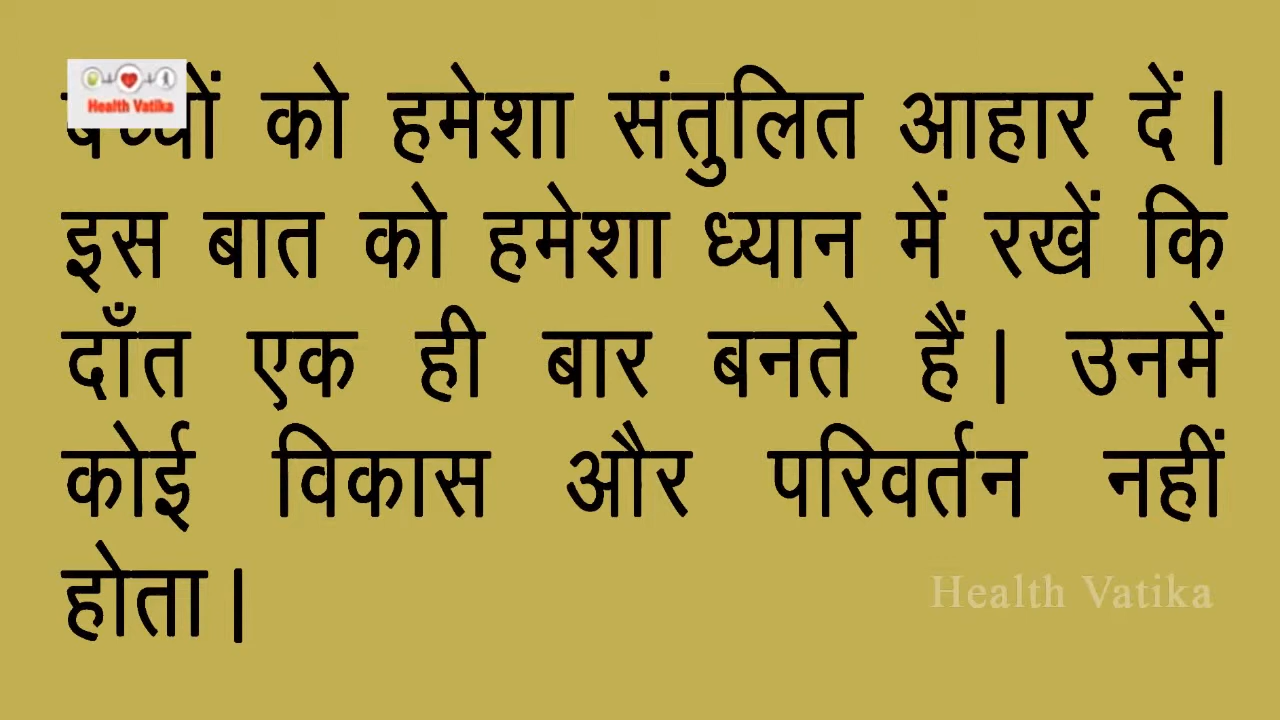 Health Vatika
बच्चों को हमेशा संतुलित आहार दें।
इस बात को हमेशा ध्यान में रखें कि
दाँत एक ही बार बनते हैं। उनमें
कोई विकास और परिवर्तन नहीं
होता।
Health Vatika